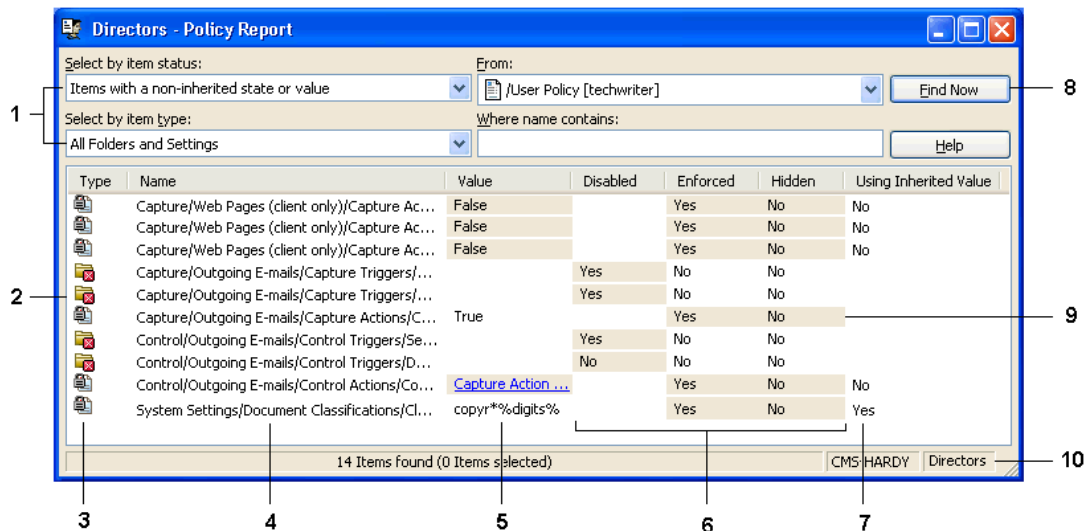 Directors - Policy Report
Select by item status:
From:
Items with a non-inherited state or value
/User Policy [techwriter]
Find Now
8
1
Select by item type:
Where name contains:
All Folders and Settings
Help
Type Name Value Disabled Enforced Hidden Using Inherited Value
Capture/Web Pages (client only)/Capture Ac... False Yes No No
Capture/Web Pages (client only)/Capture Ac... False Yes No No
Capture/Web Pages (client only)/Capture Ac... False Yes No No
Capture/Outgoing E-mails/Capture Triggers/... Yes No No
2
Capture/Outgoing E-mails/Capture Triggers/... Yes No No
Capture/Outgoing E-mails/Capture Actions/C... True Yes No
9
Control/Outgoing E-mails/Control Triggers/Se... Yes No No
Control/Outgoing E-mails/Control Triggers/D... No No No
Control/Outgoing E-mails/Control Actions/Co... Capture Action ... Yes No No
System Settings/Document Classifications/Cl... copyr*%digits% Yes No Yes
14 Items found (0 Items selected)
CMS-HARDY
Directors
10
3 4 5 6 7